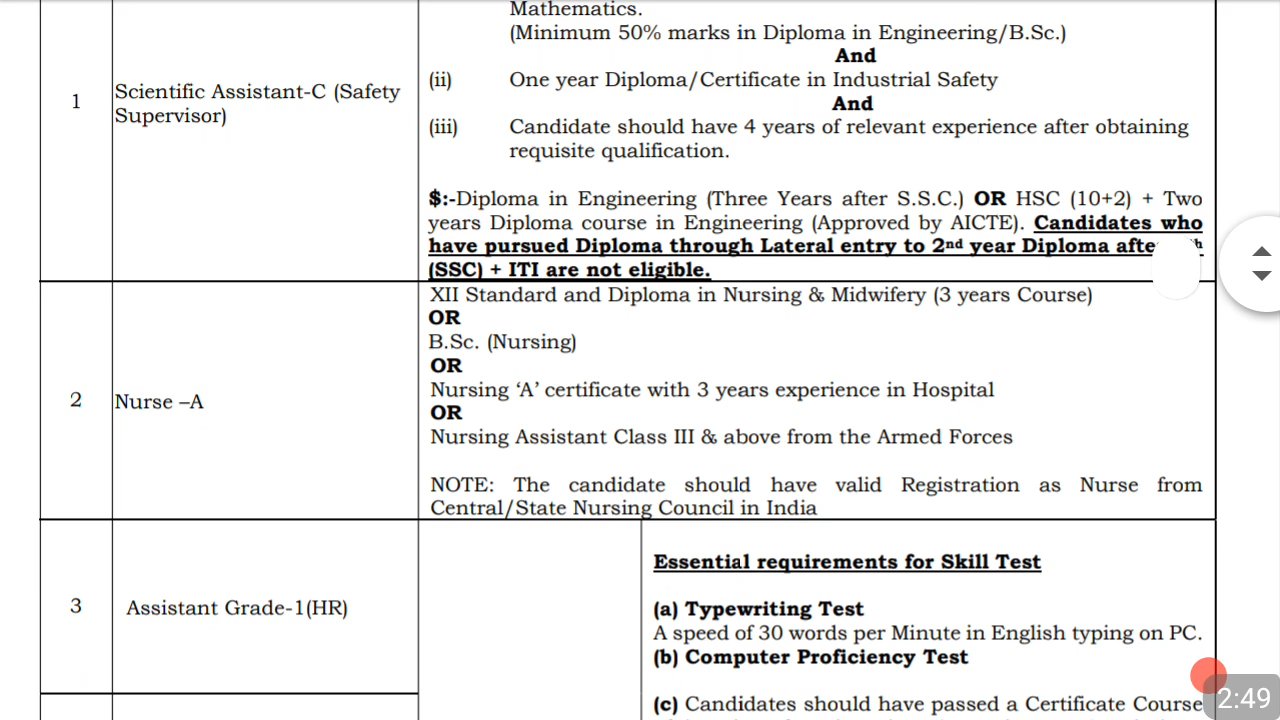 Mathematics.
(Minimum 50% marks in Diploma in Engineering/B.Sc.)
And
(ii) One year Diploma/Certificate in Industrial Safety
And
1
Scientific Assistant-C (Safety
Supervisor)
(iii) Candidate should have 4 years of relevant experience after obtaining
requisite qualification.
$:-Diploma in Engineering (Three Years after S.S.C.) OR HSC (10+2) + Two
years Diploma course in Engineering (Approved by AICTE). Candidates who
have pursued Diploma through Lateral entry to 2nd year Diploma
(SSC) + ITI are not eligible.
2
Nurse –A
XII Standard and Diploma in Nursing & Midwifery (3 years Course)
OR
B.Sc. (Nursing)
OR
Nursing ‘A’ certificate with 3 years experience in Hospital
OR
Nursing Assistant Class III & above from the Armed Forces
NOTE: The candidate should have valid Registration as Nurse from
Central/State Nursing Council in India
3
Assistant Grade-1(HR)
Essential requirements for Skill Test
(a) Typewriting Test
A speed of 30 words per Minute in English typing on PC.
(b) Computer Proficiency Test
(c) Candidates should have passed a Certificate Course
2:49